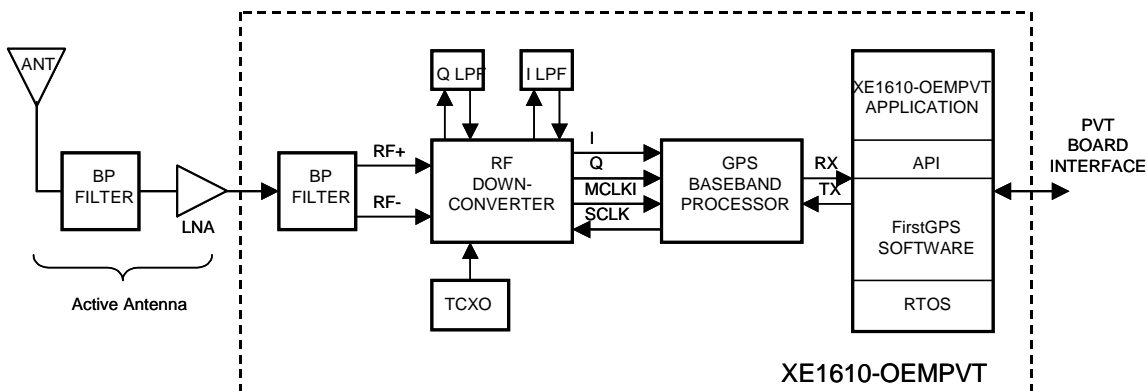 ANT
BP
FILTER
LNA
Active Antenna
BP
FILTER
RF+
RF-
Q LPF
I LPF
RF
DOWN-
CONVERTER
TCXO
I
Q
MCLKI
SCLK
GPS
BASEBAND
PROCESSOR
RX
TX
XE1610-OEMPVT
APPLICATION
API
FirstGPS
SOFTWARE
RTOS
PVT
BOARD
INTERFACE
XE1610-OEMPVT